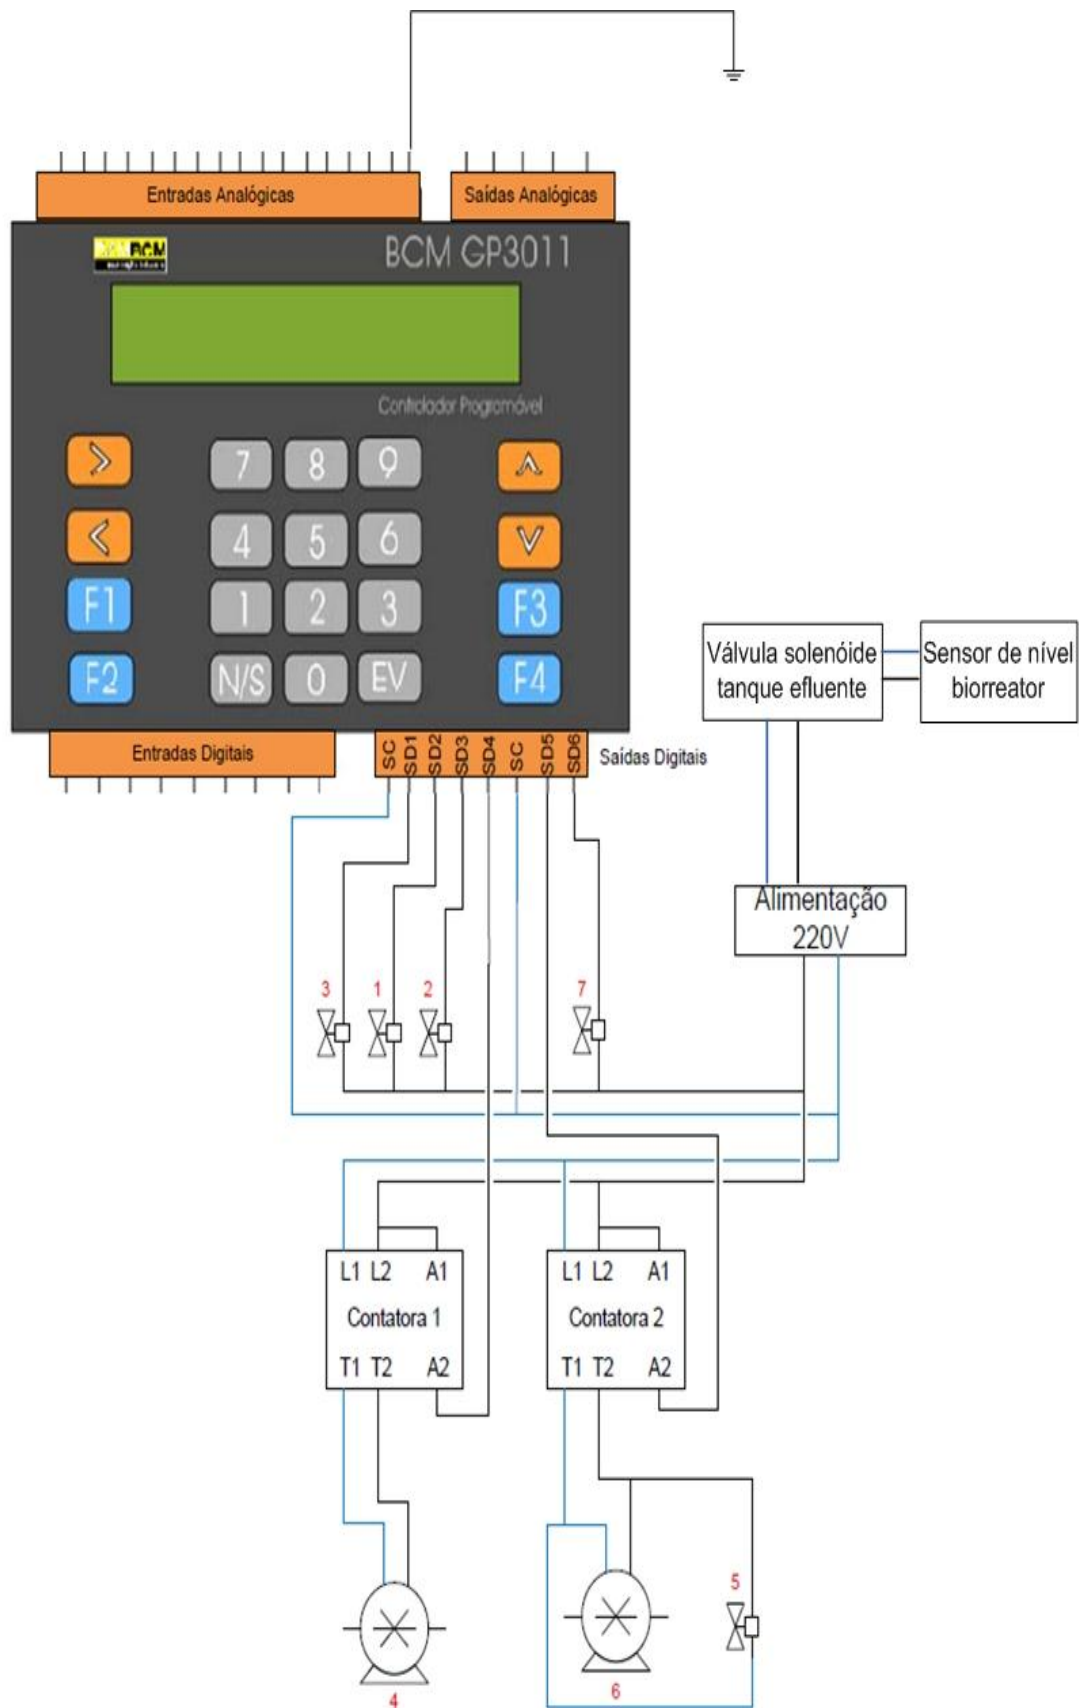 Entradas Analógicas
Saídas Analógicas
BCM
BCM GP3011
Controlador Programável
> 7 8 9 ^
< 4 5 6 v
F1 1 2 3 F3
F2 N/S 0 EV F4
Válvula solenóide
tanque efluente
Sensor de nível
biorreator
Entradas Digitais
SC SD1 SD2 SD3 SD4 SC SD5 SD6
Saídas Digitais
Alimentação
220V
3 1 2 7
L1 L2 A1
Contatora 1
T1 T2 A2
L1 L2 A1
Contatora 2
T1 T2 A2
5
4
6